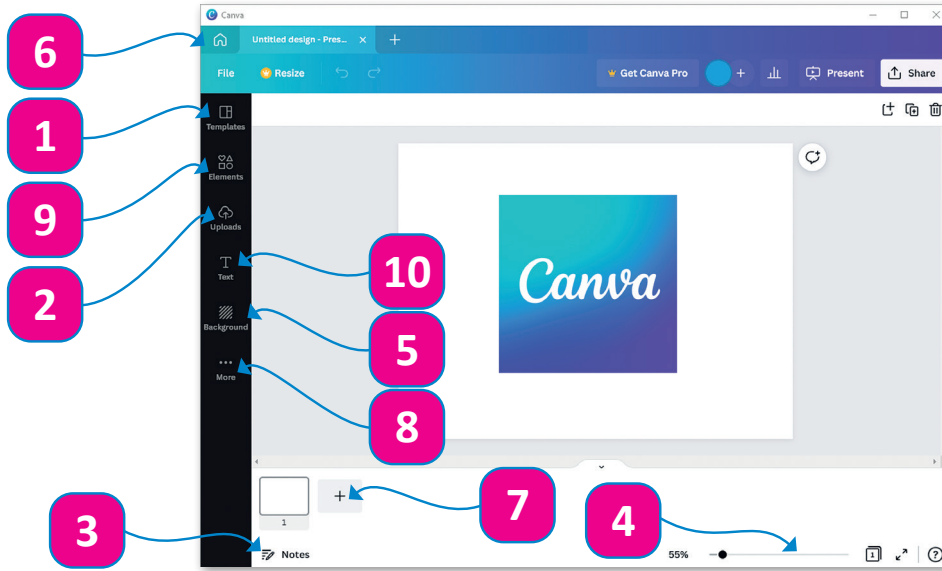 Canva
6
Untitled design - Pres...
File
Resize
Get Canva Pro
Present
Share
1
Templates
9
Elements
2
Uploads
10
Text
Canva
5
Background
8
More
7
1
4
3
Notes
55%
1
?